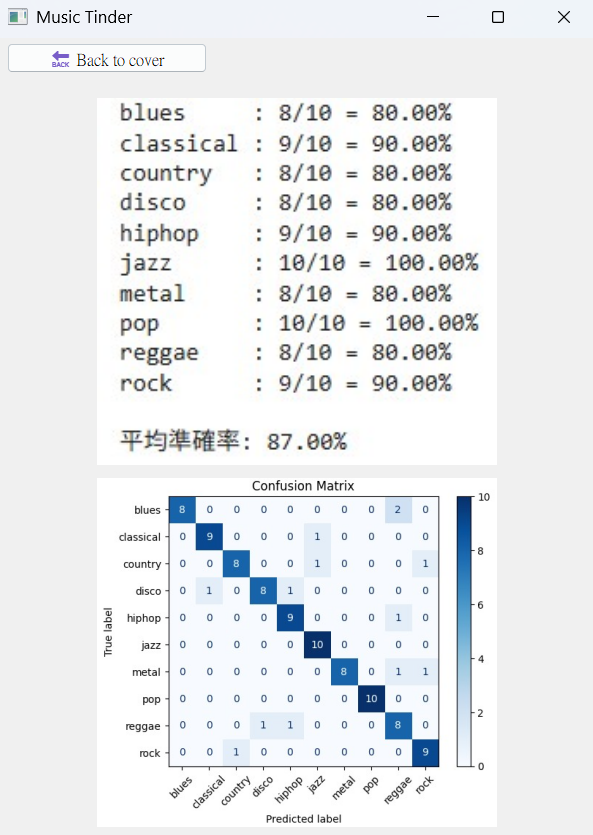 Music Tinder
BACK Back to cover
blues : 8/10 = 80.00%
classical : 9/10 = 90.00%
country : 8/10 = 80.00%
disco : 8/10 = 80.00%
hiphop : 9/10 = 90.00%
jazz : 10/10 = 100.00%
metal : 8/10 = 80.00%
pop : 10/10 = 100.00%
reggae : 8/10 = 80.00%
rock : 9/10 = 90.00%
平均準確率: 87.00%
Confusion Matrix
True label
blues 8 0 0 0 0 0 0 0 2 0
classical 0 9 0 0 0 1 0 0 0 0
country 0 0 8 0 0 1 0 0 0 1
disco 0 1 0 8 1 0 0 0 0 0
hiphop 0 0 0 0 9 0 0 0 1 0
jazz 0 0 0 0 0 10 0 0 0 0
metal 0 0 0 0 0 0 8 0 1 1
pop 0 0 0 0 0 0 0 10 0 0
reggae 0 0 0 1 1 0 0 0 8 0
rock 0 0 1 0 0 0 0 0 0 9
blues classical country disco hiphop jazz metal pop reggae rock
Predicted label
10
8
6
4
2
0